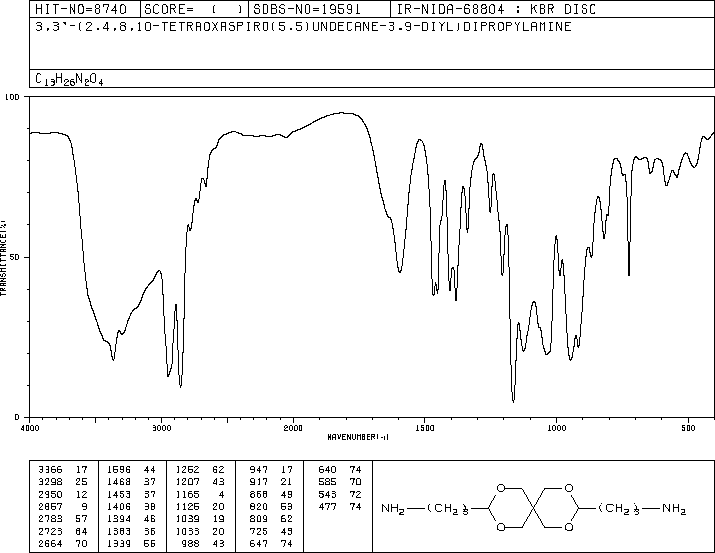 HIT-NO=8740 SCORE= ( ) SDBS-NO=19591 IR-NIDA-68804 : KBR DISC
3,3'-(2,4,8,10-TETRAOXASPIRO(5.5)UNDECANE-3,9-DIYL)DIPROPYLAMINE
C13H26N2O4
100
50
0
TRANSMITTANCE(%)
4000 3000 2000 1500 1000 500
WAVENUMBER(-1)
3366 17 1596 44 1252 62 947 17 640 74
3298 25 1468 37 1207 43 917 21 585 70
2950 12 1453 37 1165 4 868 49 543 72
2857 9 1406 38 1126 20 820 53 477 74
2783 57 1394 46 1039 19 809 62
2723 64 1383 36 1033 20 725 43
2664 70 1339 55 988 43 647 74
O O
NH2 (CH2)3 (CH2)3 NH2
O O